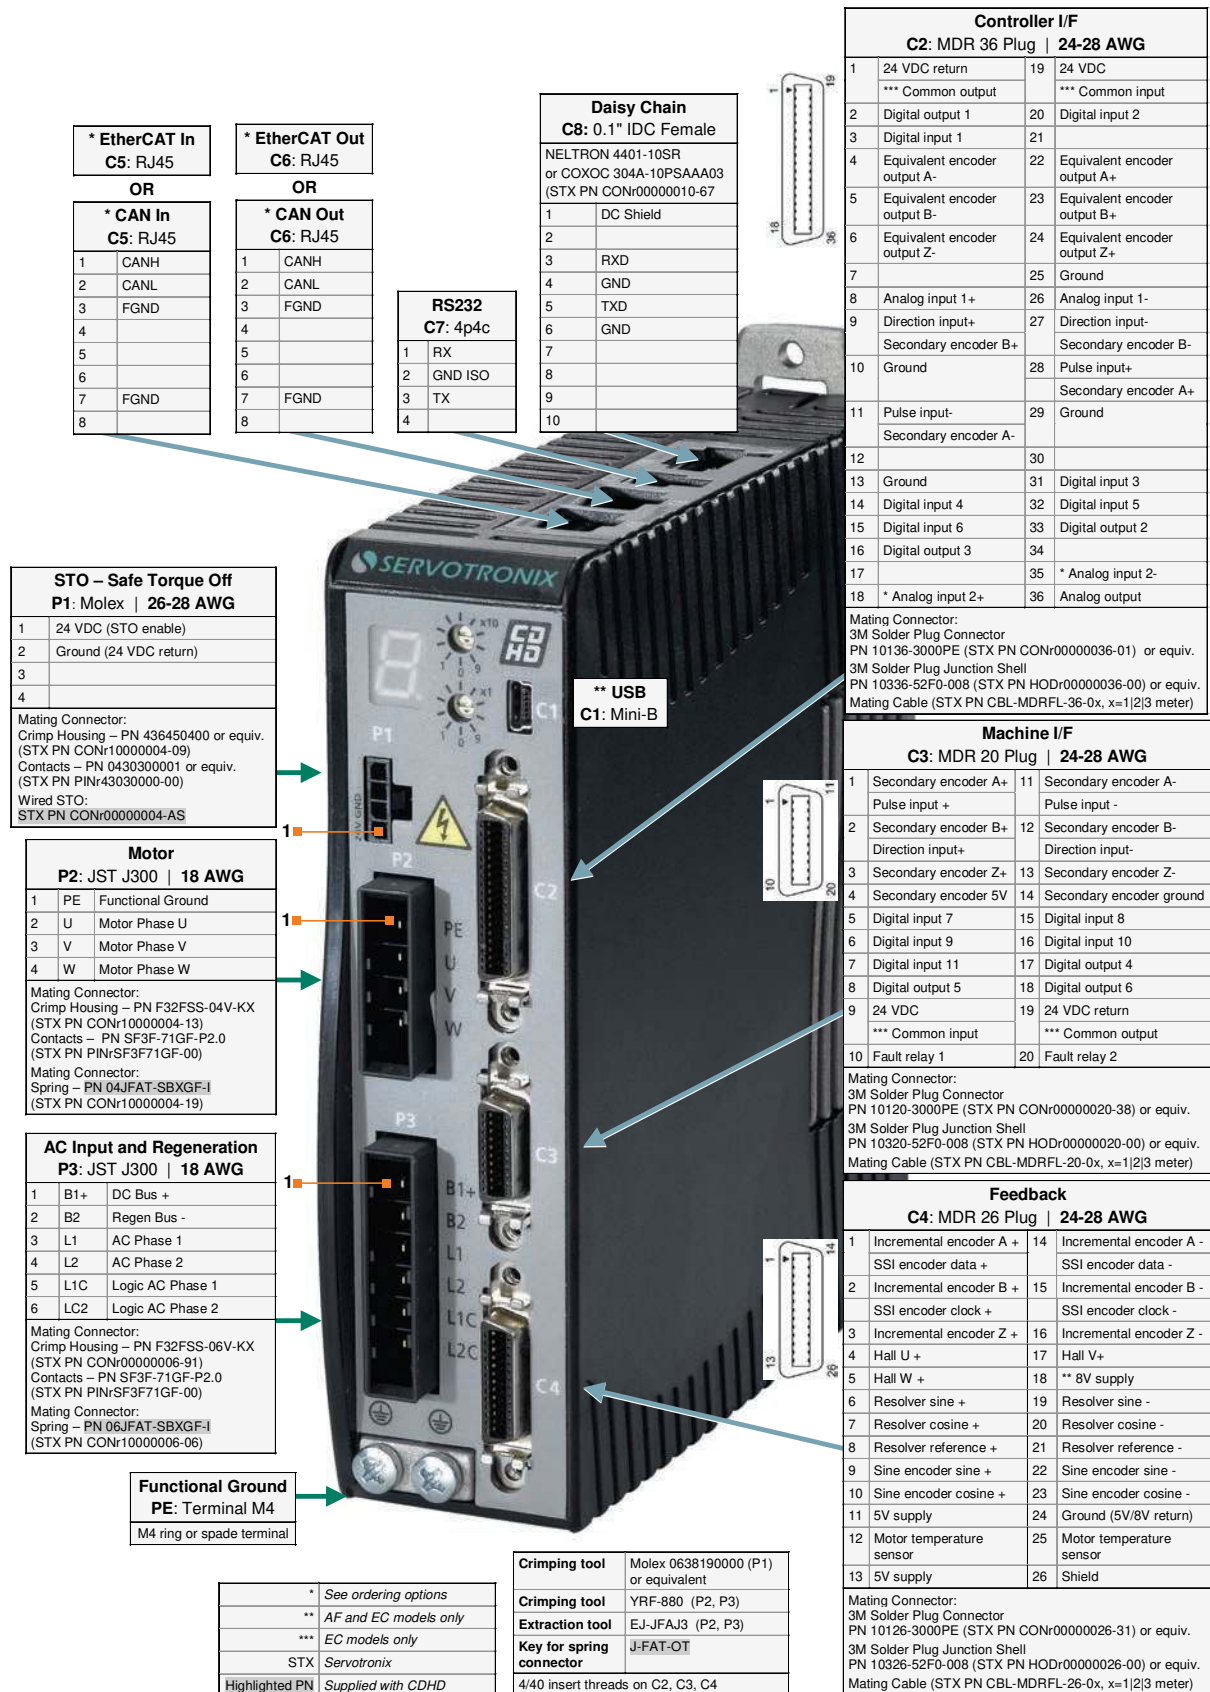 Controller I/F
C2: MDR 36 Plug | 24-28 AWG
1 24 VDC return 19 24 VDC
*** Common output *** Common input
2 Digital output 1 20 Digital input 2
3 Digital input 1 21
4 Equivalent encoder output A- 22 Equivalent encoder output A+
5 Equivalent encoder output B- 23 Equivalent encoder output B+
6 Equivalent encoder output Z- 24 Equivalent encoder output Z+
7 25 Ground
8 Analog input 1+ 26 Analog input 1-
9 Direction input+ 27 Direction input-
Secondary encoder B+ Secondary encoder B-
10 Ground 28 Pulse input+
Secondary encoder A+
11 Pulse input- 29 Ground
Secondary encoder A-
12 30
13 Ground 31 Digital input 3
14 Digital input 4 32 Digital input 5
15 Digital input 6 33 Digital output 2
16 Digital output 3 34
17 35 * Analog input 2-
18 * Analog input 2+ 36 Analog output
Mating Connector:
3M Solder Plug Connector
PN 10136-3000PE (STX PN CONr00000036-01) or equiv.
3M Solder Plug Junction Shell
PN 10336-52F0-008 (STX PN HODr00000036-00) or equiv.
Mating Cable (STX PN CBL-MDRFL-36-0x, x=1|2|3 meter)
1 19
18 36
Daisy Chain
C8: 0.1" IDC Female
NELTRON 4401-10SR
or COXOC 304A-10PSAAA03
(STX PN CONr00000010-67
1 DC Shield
2
3 RXD
4 GND
5 TXD
6 GND
7
8
9
10
* EtherCAT In
C5: RJ45
OR
* CAN In
C5: RJ45
1 CANH
2 CANL
3 FGND
4
5
6
7 FGND
8
* EtherCAT Out
C6: RJ45
OR
* CAN Out
C6: RJ45
1 CANH
2 CANL
3 FGND
4
5
6
7 FGND
8
RS232
C7: 4p4c
1 RX
2 GND ISO
3 TX
4
SERVOTRONIX
CDHD
x10
1 0 9
x1
1 0 9
C1
P1
24V GND
P2
PE
U
V
W
C2
P3
B1+
B2
L1
L2
L1C
L2C
C3
C4
** USB
C1: Mini-B
STO – Safe Torque Off
P1: Molex | 26-28 AWG
1 24 VDC (STO enable)
2 Ground (24 VDC return)
3
4
Mating Connector:
Crimp Housing – PN 436450400 or equiv.
(STX PN CONr10000004-09)
Contacts – PN 0430300001 or equiv.
(STX PN PINr43030000-00)
Wired STO:
STX PN CONr00000004-AS
1
Motor
P2: JST J300 | 18 AWG
1 PE Functional Ground
2 U Motor Phase U
3 V Motor Phase V
4 W Motor Phase W
Mating Connector:
Crimp Housing – PN F32FSS-04V-KX
(STX PN CONr10000004-13)
Contacts – PN SF3F-71GF-P2.0
(STX PN PINrSF3F71GF-00)
Mating Connector:
Spring – PN 04JFAT-SBXGF-I
(STX PN CONr10000004-19)
1
AC Input and Regeneration
P3: JST J300 | 18 AWG
1 B1+ DC Bus +
2 B2 Regen Bus -
3 L1 AC Phase 1
4 L2 AC Phase 2
5 L1C Logic AC Phase 1
6 LC2 Logic AC Phase 2
Mating Connector:
Crimp Housing – PN F32FSS-06V-KX
(STX PN CONr00000006-91)
Contacts – PN SF3F-71GF-P2.0
(STX PN PINrSF3F71GF-00)
Mating Connector:
Spring – PN 06JFAT-SBXGF-I
(STX PN CONr10000006-06)
1
Functional Ground
PE: Terminal M4
M4 ring or spade terminal
Machine I/F
C3: MDR 20 Plug | 24-28 AWG
1 Secondary encoder A+ 11 Secondary encoder A-
Pulse input + Pulse input -
2 Secondary encoder B+ 12 Secondary encoder B-
Direction input+ Direction input-
3 Secondary encoder Z+ 13 Secondary encoder Z-
4 Secondary encoder 5V 14 Secondary encoder ground
5 Digital input 7 15 Digital input 8
6 Digital input 9 16 Digital input 10
7 Digital input 11 17 Digital output 4
8 Digital output 5 18 Digital output 6
9 24 VDC 19 24 VDC return
*** Common input *** Common output
10 Fault relay 1 20 Fault relay 2
Mating Connector:
3M Solder Plug Connector
PN 10120-3000PE (STX PN CONr00000020-38) or equiv.
3M Solder Plug Junction Shell
PN 10320-52F0-008 (STX PN HODr00000020-00) or equiv.
Mating Cable (STX PN CBL-MDRFL-20-0x, x=1|2|3 meter)
1 11
10 20
Feedback
C4: MDR 26 Plug | 24-28 AWG
1 Incremental encoder A + 14 Incremental encoder A -
SSI encoder data + SSI encoder data -
2 Incremental encoder B + 15 Incremental encoder B -
SSI encoder clock + SSI encoder clock -
3 Incremental encoder Z + 16 Incremental encoder Z -
4 Hall U + 17 Hall V+
5 Hall W + 18 ** 8V supply
6 Resolver sine + 19 Resolver sine -
7 Resolver cosine + 20 Resolver cosine -
8 Resolver reference + 21 Resolver reference -
9 Sine encoder sine + 22 Sine encoder sine -
10 Sine encoder cosine + 23 Sine encoder cosine -
11 5V supply 24 Ground (5V/8V return)
12 Motor temperature sensor 25 Motor temperature sensor
13 5V supply 26 Shield
Mating Connector:
3M Solder Plug Connector
PN 10126-3000PE (STX PN CONr00000026-31) or equiv.
3M Solder Plug Junction Shell
PN 10326-52F0-008 (STX PN HODr00000026-00) or equiv.
Mating Cable (STX PN CBL-MDRFL-26-0x, x=1|2|3 meter)
1 14
13 26
* See ordering options
** AF and EC models only
*** EC models only
STX Servotronix
Highlighted PN Supplied with CDHD
Crimping tool Molex 0638190000 (P1) or equivalent
Crimping tool YRF-880 (P2, P3)
Extraction tool EJ-JFAJ3 (P2, P3)
Key for spring connector J-FAT-OT
4/40 insert threads on C2, C3, C4